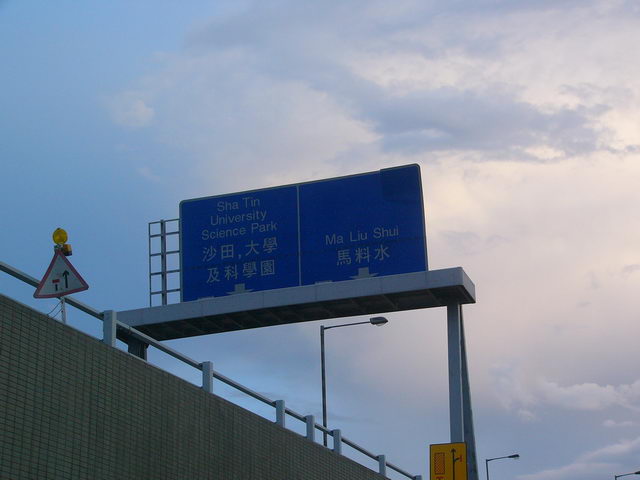 Sha Tin
University
Science Park
沙田,大學
及科學園
Ma Liu Shui
馬料水